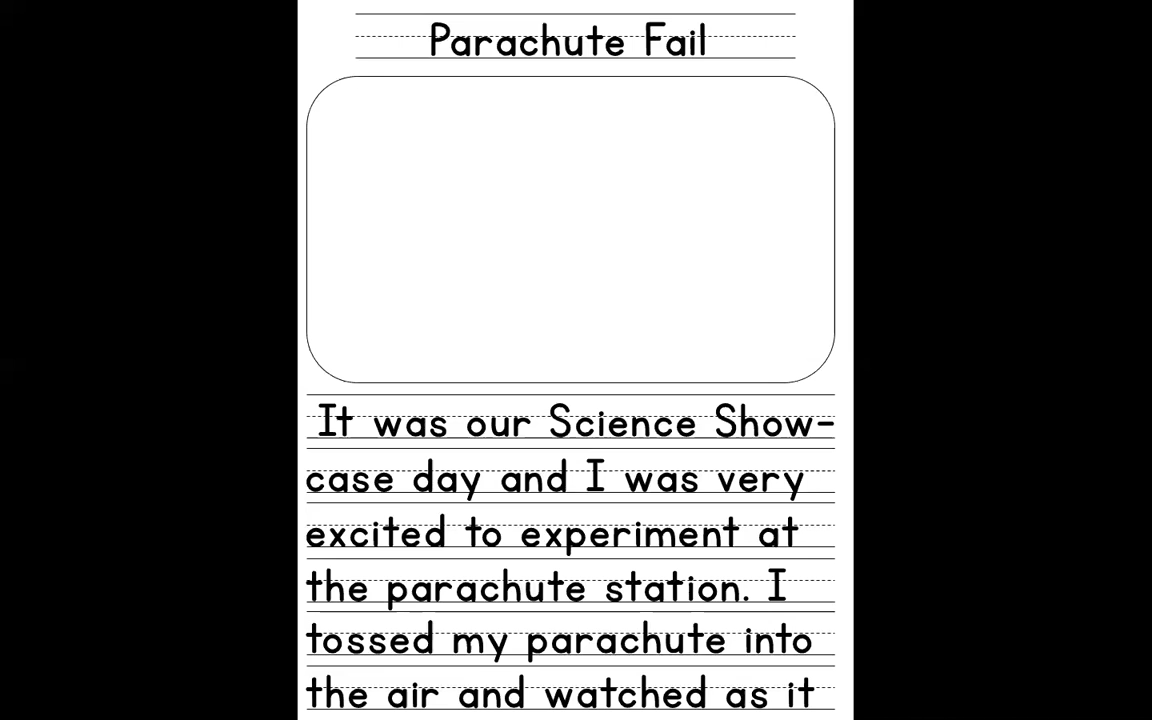 Parachute Fail
It was our Science Show-
case day and I was very
excited to experiment at
the parachute station. I
tossed my parachute into
the air and watched as it